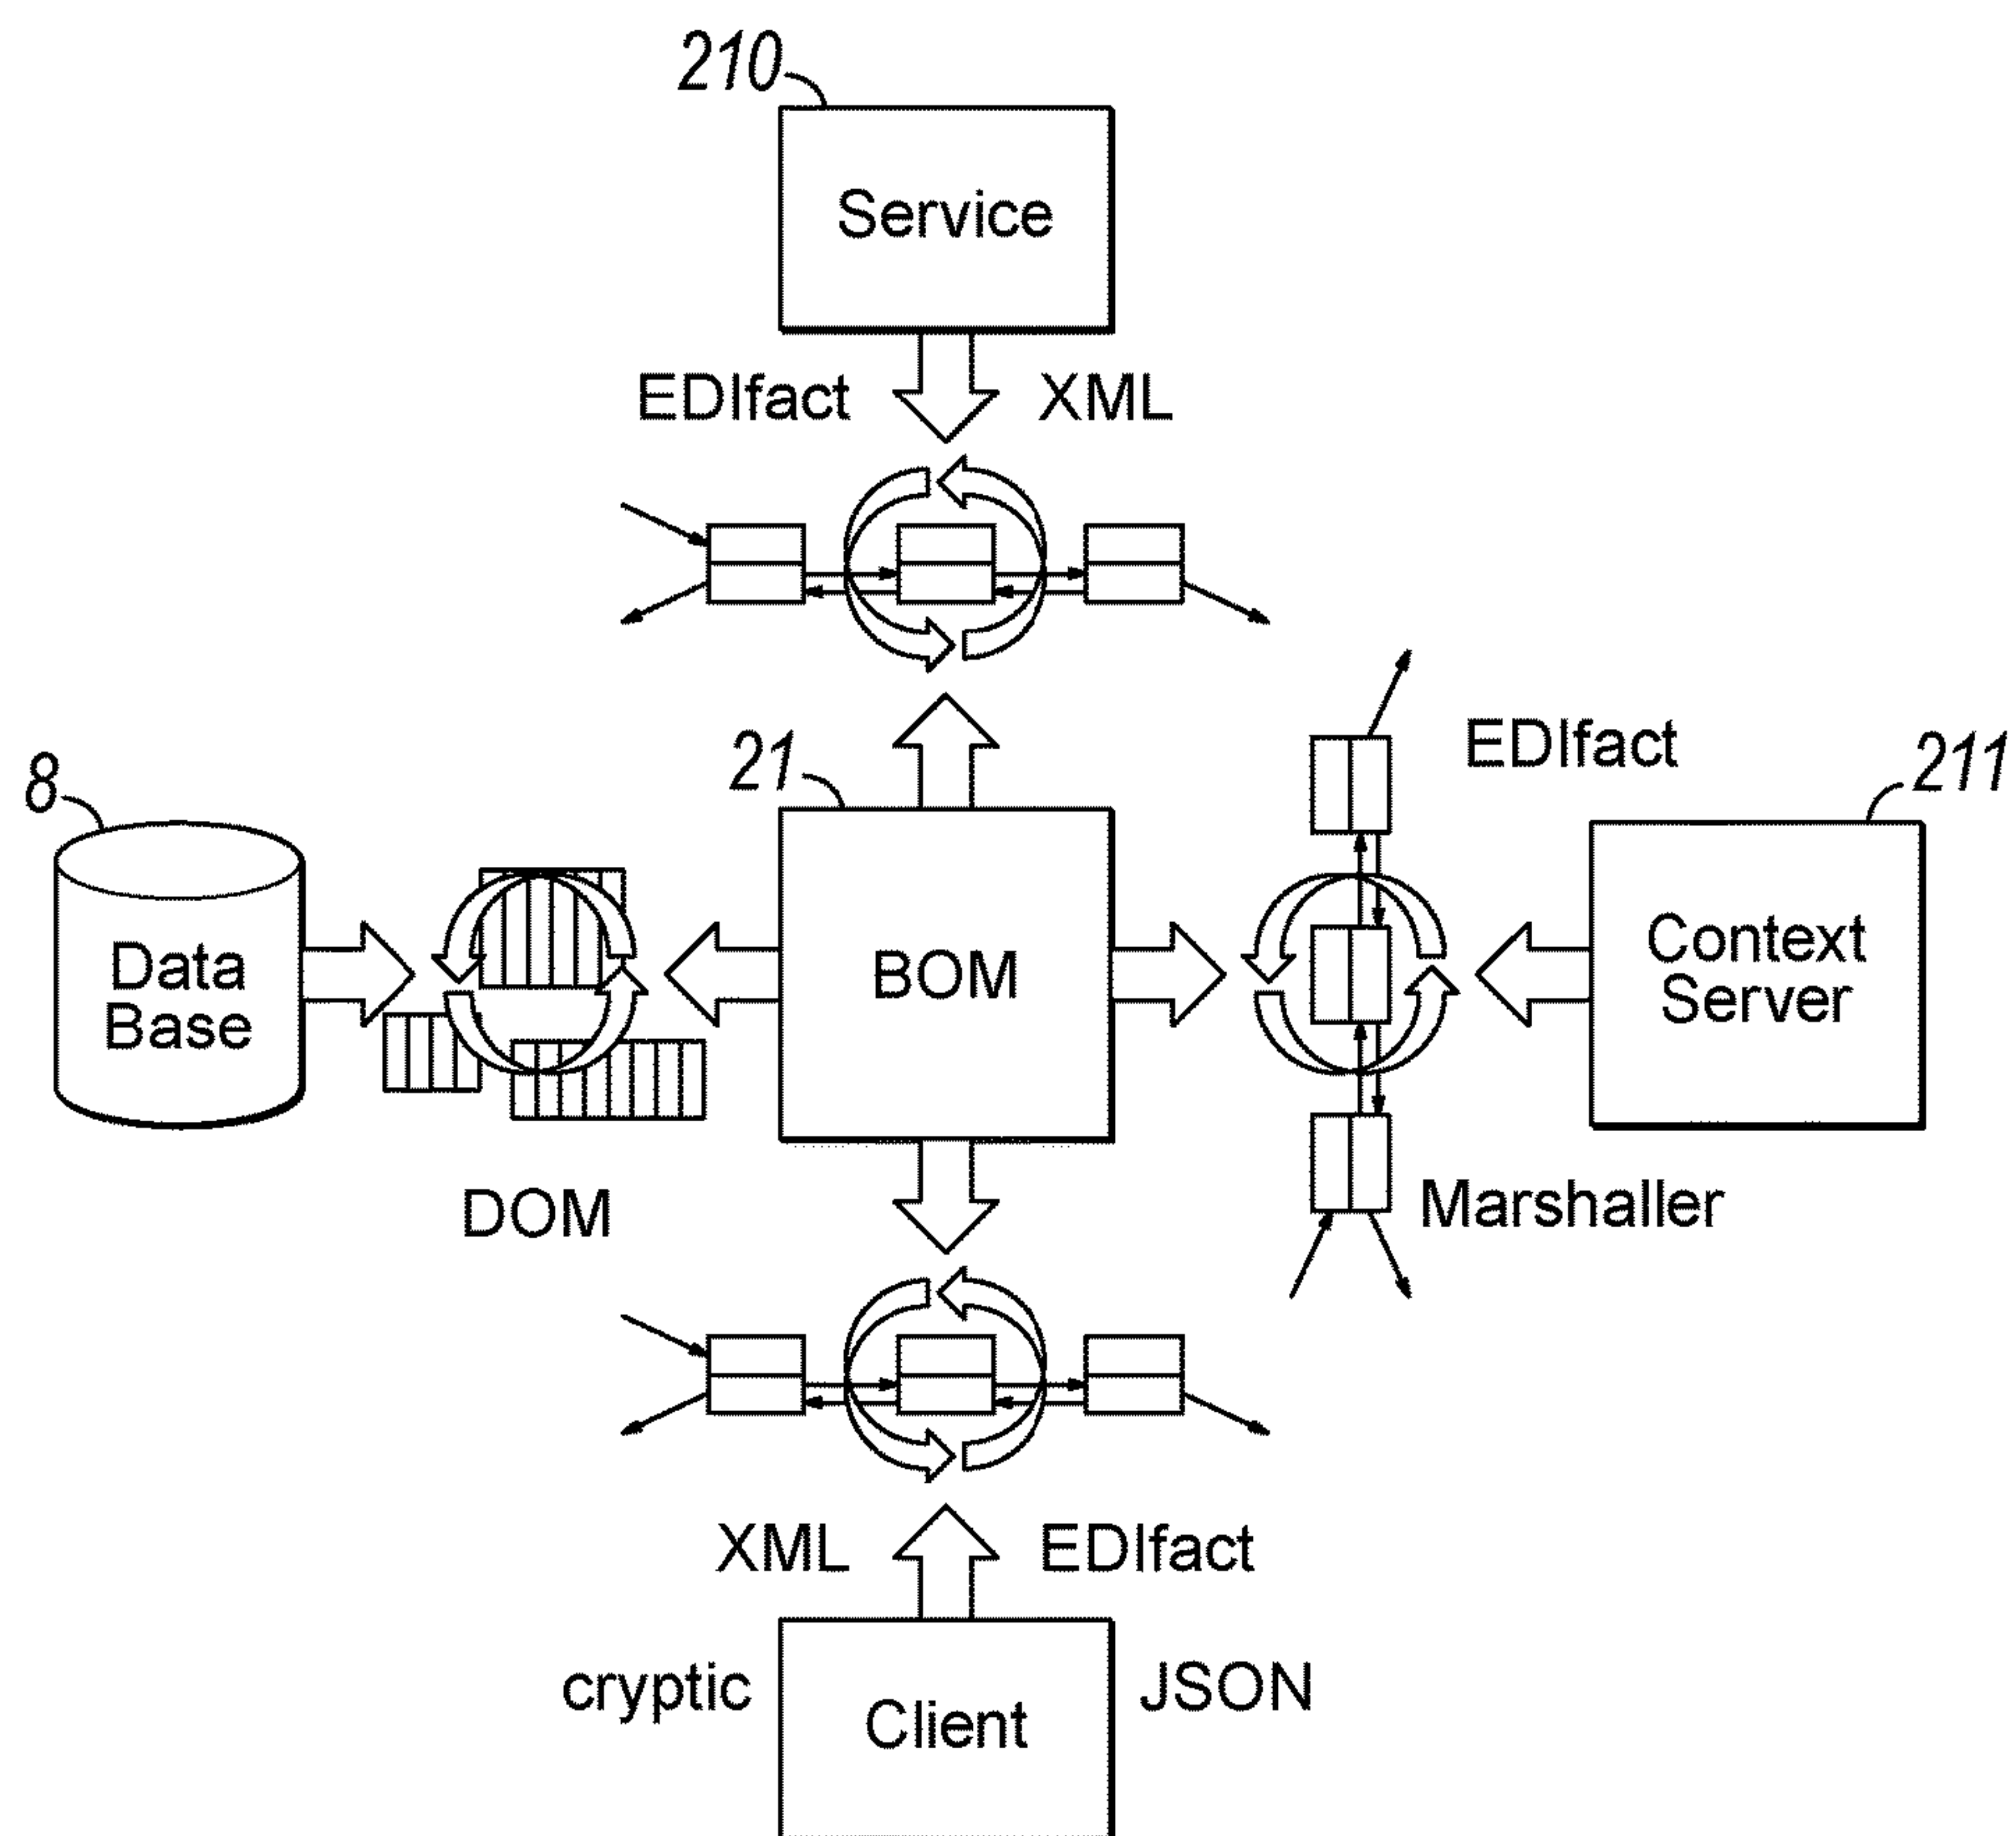 210
Service
EDIfact
XML
21
EDIfact
211
8
Data
Base
BOM
Context
Server
DOM
Marshaller
XML
EDIfact
cryptic
Client
JSON